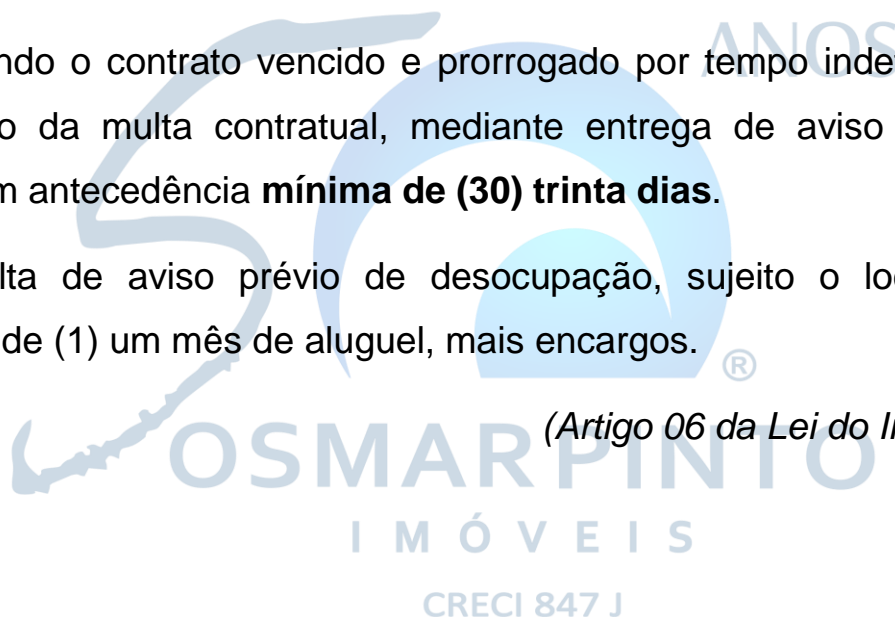 ANOS
ndo o contrato vencido e prorrogado por tempo inde
o da multa contratual, mediante entrega de aviso
m antecedência mínima de (30) trinta dias.
lta de aviso prévio de desocupação, sujeito o lo
de (1) um mês de aluguel, mais encargos.
®
(Artigo 06 da Lei do I
OSMAR PINTO
IMÓVEIS
CRECI 847 J